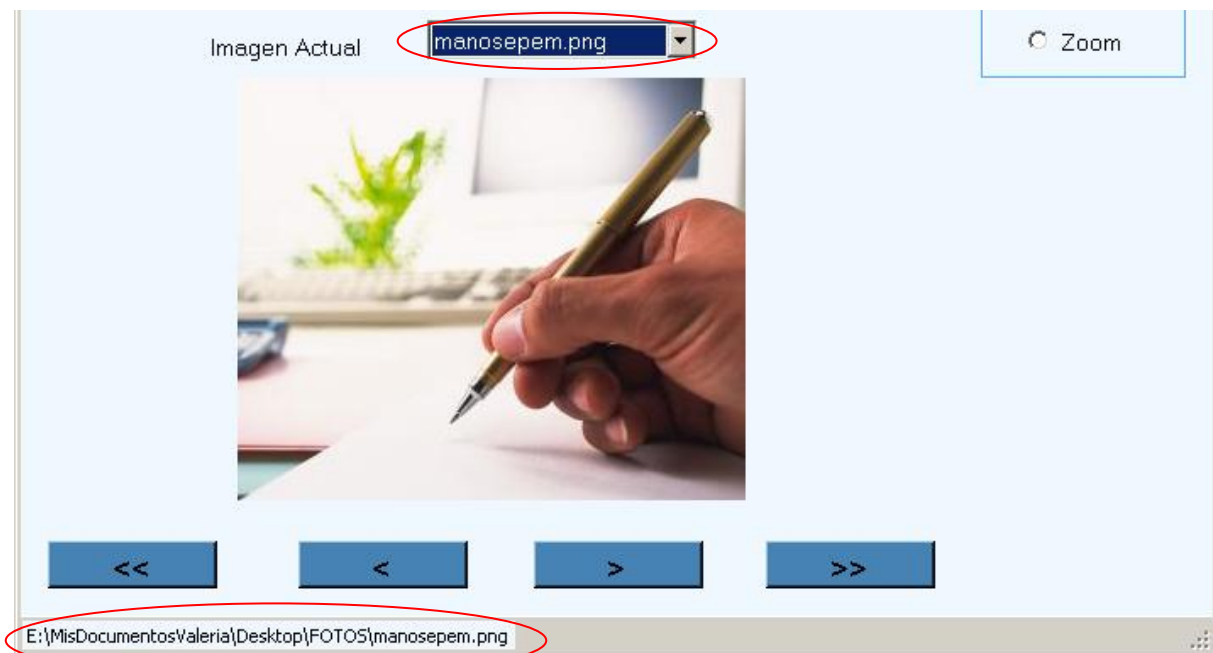 Imagen Actual manosepem.png Zoom
<< < > >>
E:\MisDocumentosValeria\Desktop\FOTOS\manosepem.png